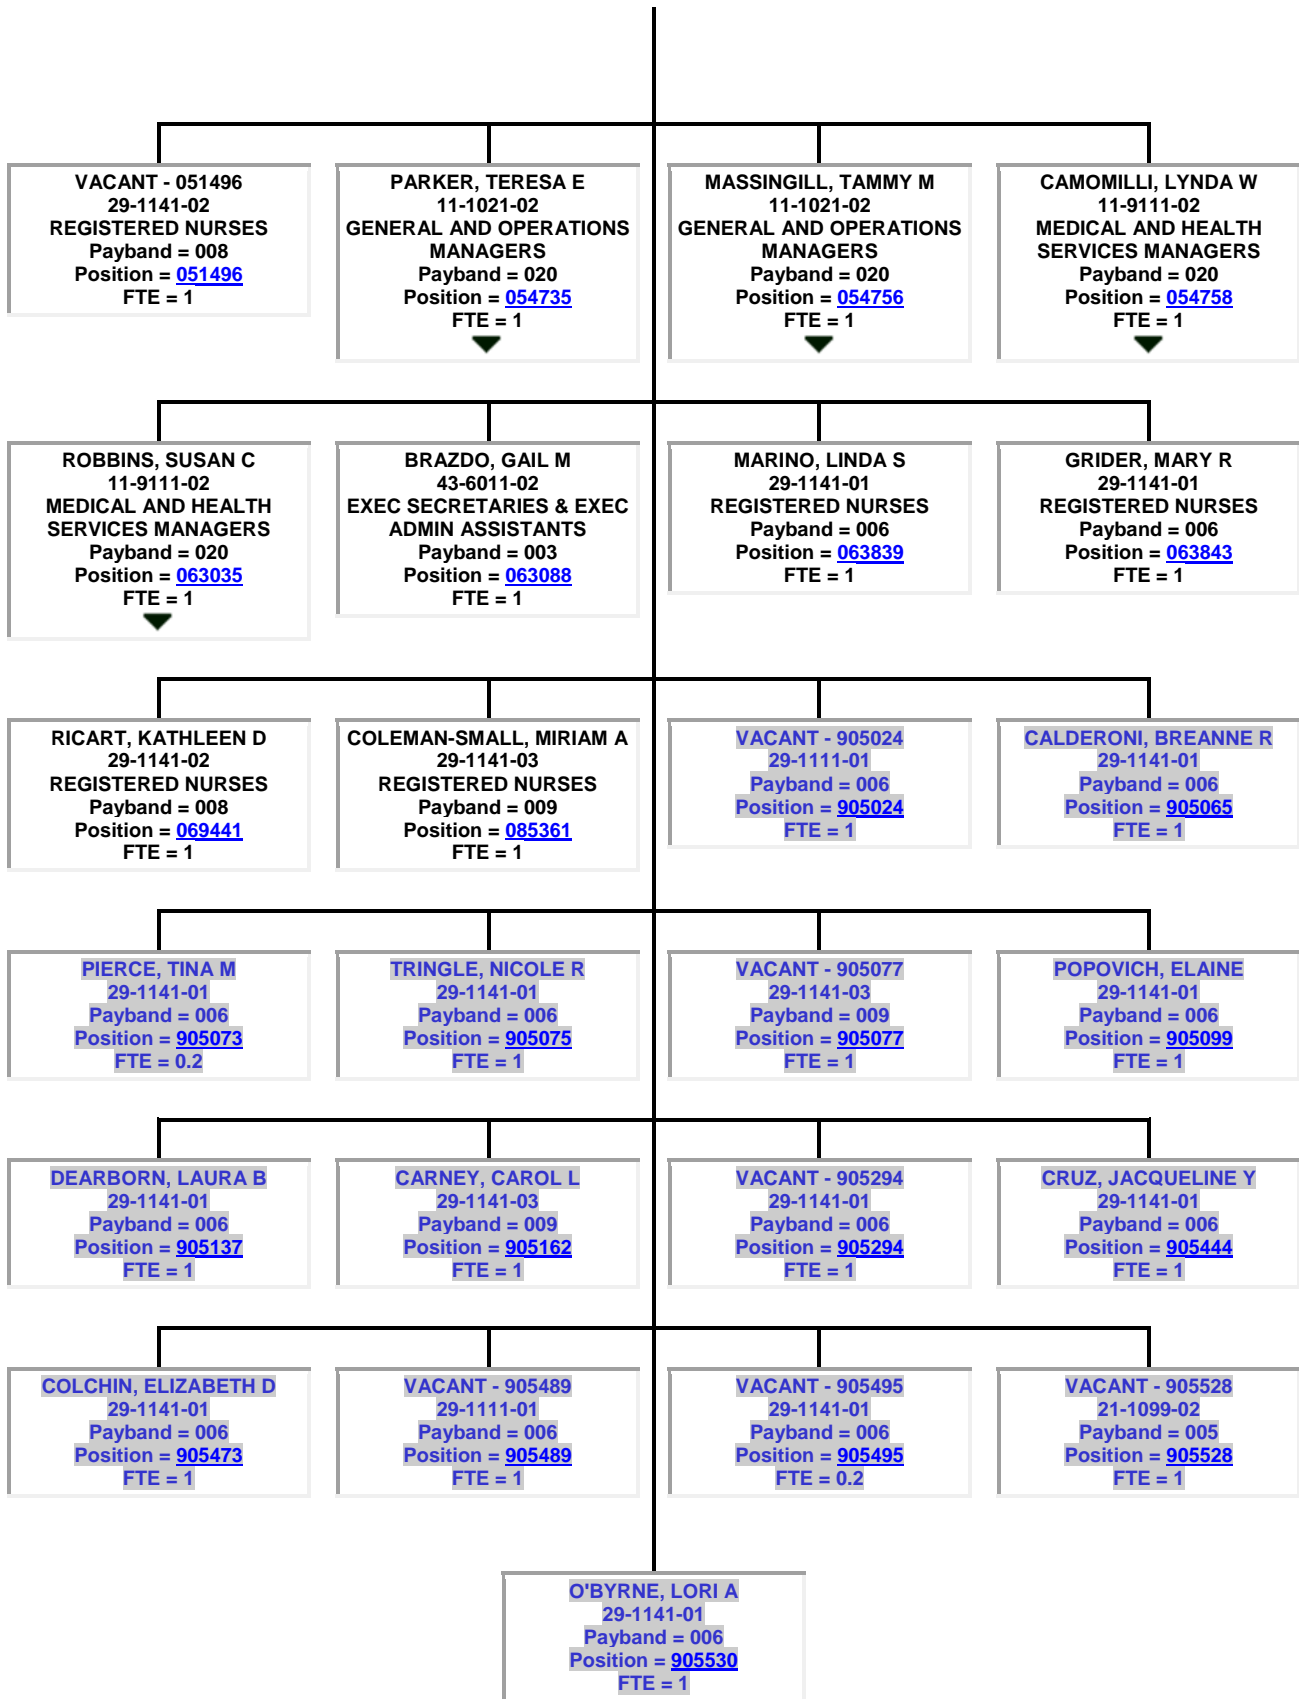 VACANT - 051496
29-1141-02
REGISTERED NURSES
Payband = 008
Position = 051496
FTE = 1
PARKER, TERESA E
11-1021-02
GENERAL AND OPERATIONS
MANAGERS
Payband = 020
Position = 054735
FTE = 1
MASSINGILL, TAMMY M
11-1021-02
GENERAL AND OPERATIONS
MANAGERS
Payband = 020
Position = 054756
FTE = 1
CAMOMILLI, LYNDA W
11-9111-02
MEDICAL AND HEALTH
SERVICES MANAGERS
Payband = 020
Position = 054758
FTE = 1
ROBBINS, SUSAN C
11-9111-02
MEDICAL AND HEALTH
SERVICES MANAGERS
Payband = 020
Position = 063035
FTE = 1
BRAZDO, GAIL M
43-6011-02
EXEC SECRETARIES & EXEC
ADMIN ASSISTANTS
Payband = 003
Position = 063088
FTE = 1
MARINO, LINDA S
29-1141-01
REGISTERED NURSES
Payband = 006
Position = 063839
FTE = 1
GRIDER, MARY R
29-1141-01
REGISTERED NURSES
Payband = 006
Position = 063843
FTE = 1
RICART, KATHLEEN D
29-1141-02
REGISTERED NURSES
Payband = 008
Position = 069441
FTE = 1
COLEMAN-SMALL, MIRIAM A
29-1141-03
REGISTERED NURSES
Payband = 009
Position = 085361
FTE = 1
VACANT - 905024
29-1111-01
Payband = 006
Position = 905024
FTE = 1
CALDERONI, BREANNE R
29-1141-01
Payband = 006
Position = 905065
FTE = 1
PIERCE, TINA M
29-1141-01
Payband = 006
Position = 905073
FTE = 0.2
TRINGLE, NICOLE R
29-1141-01
Payband = 006
Position = 905075
FTE = 1
VACANT - 905077
29-1141-03
Payband = 009
Position = 905077
FTE = 1
POPOVICH, ELAINE
29-1141-01
Payband = 006
Position = 905099
FTE = 1
DEARBORN, LAURA B
29-1141-01
Payband = 006
Position = 905137
FTE = 1
CARNEY, CAROL L
29-1141-03
Payband = 009
Position = 905162
FTE = 1
VACANT - 905294
29-1141-01
Payband = 006
Position = 905294
FTE = 1
CRUZ, JACQUELINE Y
29-1141-01
Payband = 006
Position = 905444
FTE = 1
COLCHIN, ELIZABETH D
29-1141-01
Payband = 006
Position = 905473
FTE = 1
VACANT - 905489
29-1111-01
Payband = 006
Position = 905489
FTE = 1
VACANT - 905495
29-1141-01
Payband = 006
Position = 905495
FTE = 0.2
VACANT - 905528
21-1099-02
Payband = 005
Position = 905528
FTE = 1
O'BYRNE, LORI A
29-1141-01
Payband = 006
Position = 905530
FTE = 1